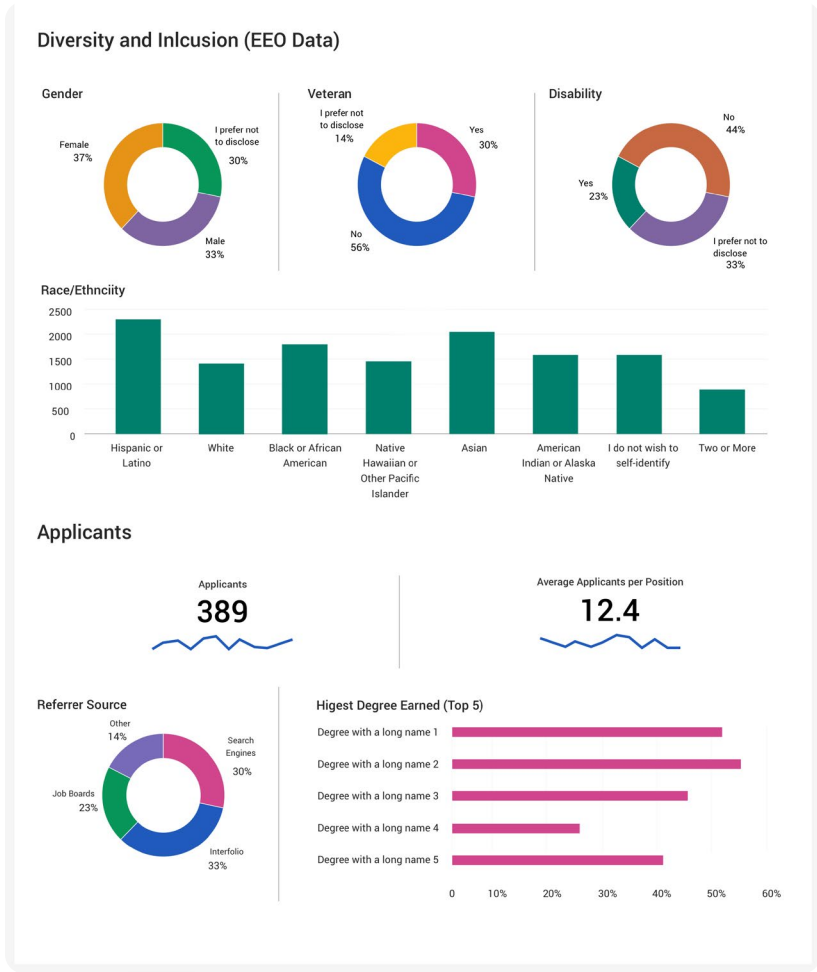 Diversity and Inlcusion (EEO Data)
Gender
Female
37%
I prefer not
to disclose
30%
Male
33%
Veteran
I prefer not
to disclose
14%
Yes
30%
No
56%
Disability
No
44%
Yes
23%
I prefer not to
disclose
33%
Race/Ethnciity
2500
2000
1500
1000
500
0
Hispanic or
Latino
White
Black or African
American
Native
Hawaiian or
Other Pacific
Islander
Asian
American
Indian or Alaska
Native
I do not wish to
self-identify
Two or More
Applicants
Applicants
389
Average Applicants per Position
12.4
Referrer Source
Other
14%
Search
Engines
30%
Job Boards
23%
Interfolio
33%
Higest Degree Earned (Top 5)
Degree with a long name 1
Degree with a long name 2
Degree with a long name 3
Degree with a long name 4
Degree with a long name 5
0 10% 20% 30% 40% 50% 60%